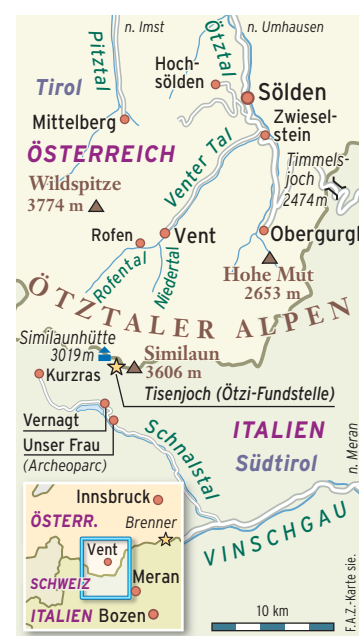 n. Imst
n. Umhausen
Pitztal
Ötztal
Hoch-
sölden
Tirol
Sölden
Mittelberg
Zwiesel-
stein
ÖSTERREICH
Venter Tal
Timmels-
joch
2474 m
Wildspitze
3774 m
Rofen
Vent
Obergurgl
Rofental
Niedertal
Hohe Mut
2653 m
ÖTZTALER ALPEN
Similaunhütte
3019 m
Similaun
3606 m
Kurzras
Tisenjoch (Ötzi-Fundstelle)
Vernagt
Unser Frau
(Archeoparc)
Schnalstal
ITALIEN
Südtirol
n. Meran
VINSCHGAU
Innsbruck
ÖSTERR.
Brenner
Vent
SCHWEIZ
Meran
ITALIEN
Bozen
10 km
F.A.Z.-Karte sie.